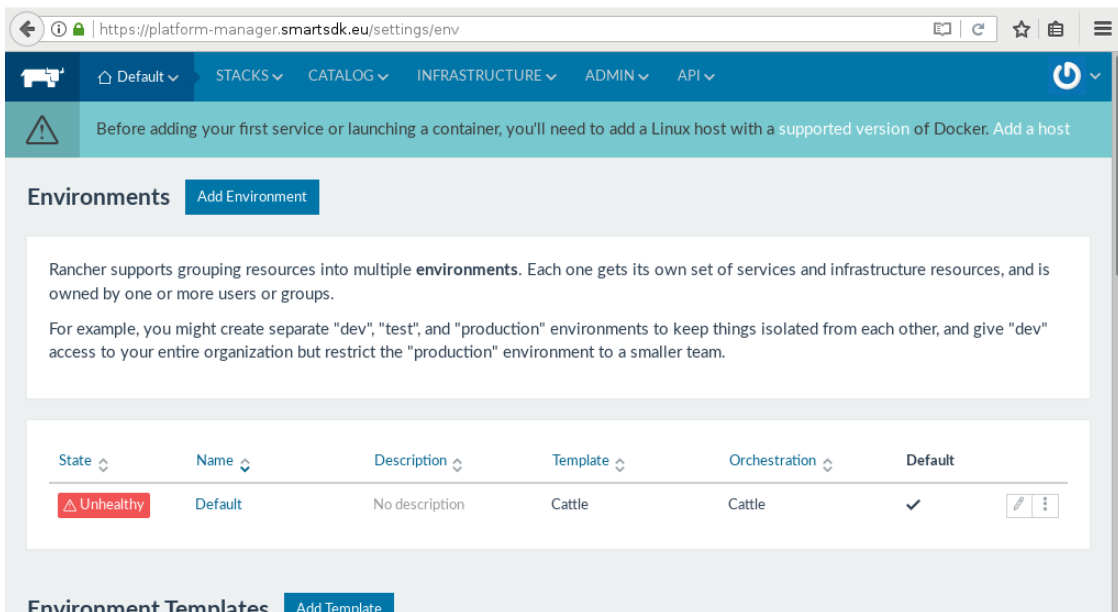 https://platform-manager.smartsdk.eu/settings/env
Default STACKS CATALOG INFRASTRUCTURE ADMIN API
Before adding your first service or launching a container, you'll need to add a Linux host with a supported version of Docker. Add a host
Environments Add Environment
Rancher supports grouping resources into multiple environments. Each one gets its own set of services and infrastructure resources, and is
owned by one or more users or groups.
For example, you might create separate "dev", "test", and "production" environments to keep things isolated from each other, and give "dev"
access to your entire organization but restrict the "production" environment to a smaller team.
State Name Description Template Orchestration Default
Unhealthy Default No description Cattle Cattle
Environment Templates Add Template